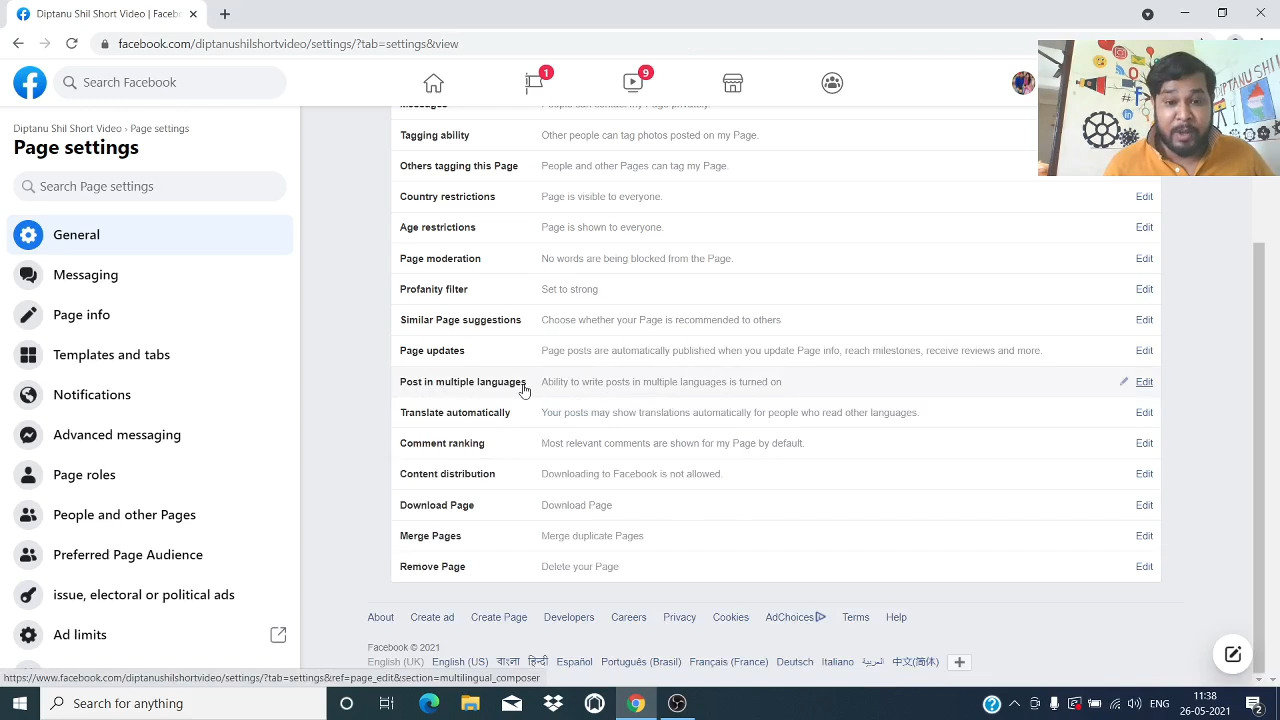 Diptanu Shil Short Video | Faceb
facebook.com/diptanushilshortvideo/settings/?tab=settings&view
Search Facebook
1
9
DIPTANU SHIL
Diptanu Shil Short Video › Page settings
Page settings
Search Page settings
General
Messaging
Page info
Templates and tabs
Notifications
Advanced messaging
Page roles
People and other Pages
Preferred Page Audience
issue, electoral or political ads
Ad limits
Messages People can contact my Page privately.
Tagging ability Other people can tag photos posted on my Page.
Others tagging this Page People and other Pages can tag my Page.
Country restrictions Page is visible to everyone. Edit
Age restrictions Page is shown to everyone. Edit
Page moderation No words are being blocked from the Page. Edit
Profanity filter Set to strong Edit
Similar Page suggestions Choose whether your Page is recommended to others Edit
Page updates Page posts are automatically published when you update Page info, reach milestones, receive reviews and more. Edit
Post in multiple languages Ability to write posts in multiple languages is turned on Edit
Translate automatically Your posts may show translations automatically for people who read other languages. Edit
Comment ranking Most relevant comments are shown for my Page by default. Edit
Content distribution Downloading to Facebook is not allowed. Edit
Download Page Download Page Edit
Merge Pages Merge duplicate Pages Edit
Remove Page Delete your Page Edit
About Create ad Create Page Developers Careers Privacy Cookies AdChoices Terms Help
Facebook © 2021
English (UK) English (US) বাংলা हिन्दी Español Português (Brasil) Français (France) Deutsch Italiano العربية 中文(简体)
https://www.facebook.com/diptanushilshortvideo/settings/?tab=settings&ref=page_edit&section=multilingual_composer
Search for anything
ENG
11:38
26-05-2021
2